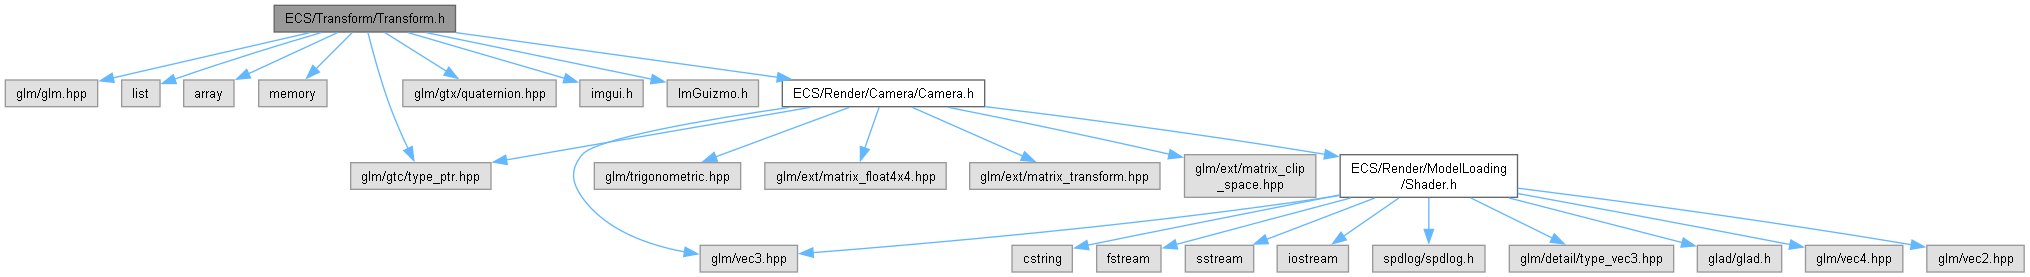 ECS/Transform/Transform.h
glm/glm.hpp
list
array
memory
glm/gtx/quaternion.hpp
imgui.h
ImGuizmo.h
ECS/Render/Camera/Camera.h
glm/gtc/type_ptr.hpp
glm/trigonometric.hpp
glm/ext/matrix_float4x4.hpp
glm/ext/matrix_transform.hpp
glm/ext/matrix_clip
_space.hpp
ECS/Render/ModelLoading
/Shader.h
glm/vec3.hpp
cstring
fstream
sstream
iostream
spdlog/spdlog.h
glm/detail/type_vec3.hpp
glad/glad.h
glm/vec4.hpp
glm/vec2.hpp